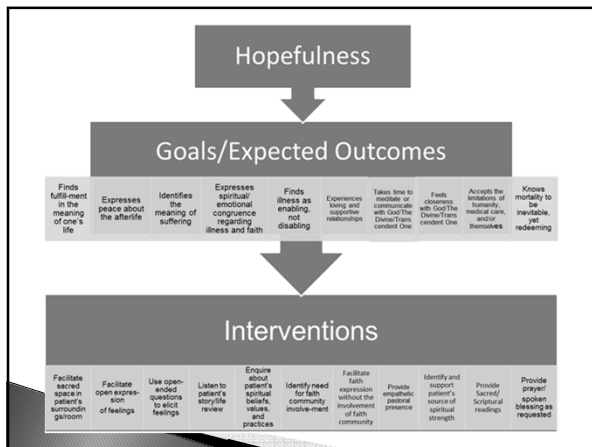 Hopefulness
Goals/Expected Outcomes
Finds
fulfill-ment
in the
meaning
of one's
life
Expresses
peace about
the afterlife
Identifies
the
meaning of
suffering
Expresses
spiritual/
emotional
congruence
regarding
illness and faith
Finds
illness as
enabling,
not
disabling
Experiences
loving and
supportive
relationships
Takes time to
meditate or
communicate
with God/The
Divine/Trans
cendent One
Feels
closeness
with God/The
Divine/Trans
cendent One
Accepts the
limitations of
humanity,
medical care,
and/or
themselves
Knows
mortality to
be
inevitable,
yet
redeeming
Interventions
Facilitate
sacred
space in
patient's
surroundin
gs/room
Facilitate
open expres-
sion
of feelings
Use open-
ended
questions
to elicit
feelings
Listen to
patient's
story/life
review
Enquire
about
patient's
spiritual
beliefs,
values, and
practices
Identify need
for faith
community
involve-ment
Facilitate
faith
expression
without the
involvement of
faith community
Provide
empathetic
pastoral
presence
Identify and
support
patient's
source of
spiritual
strength
Provide
Sacred/
Scriptural
readings
Provide
prayer/
spoken
blessing as
requested